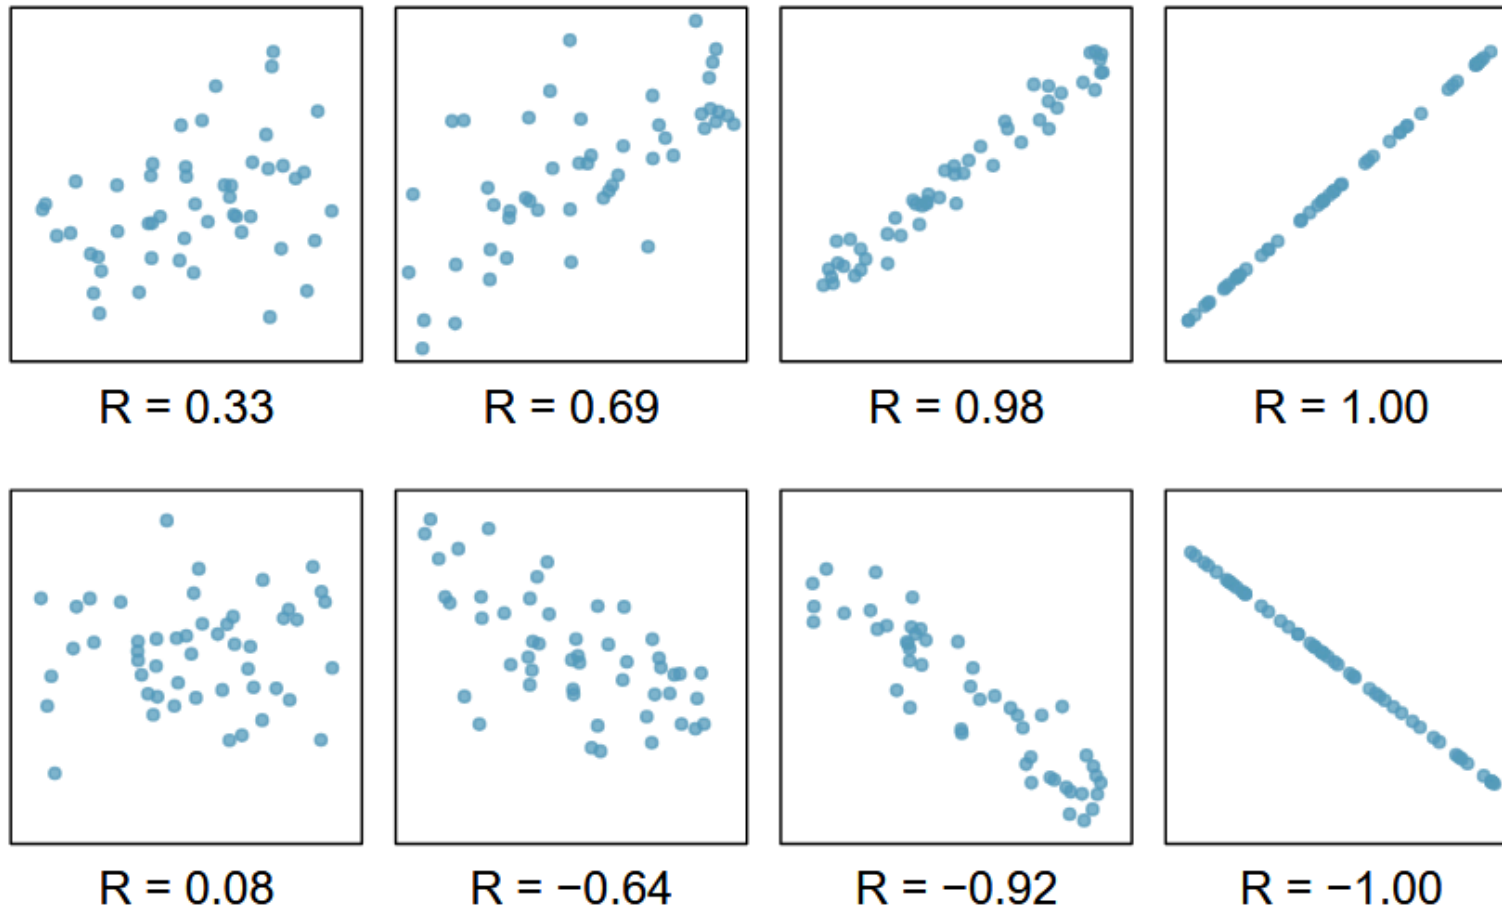 R = 0.33
R = 0.69
R = 0.98
R = 1.00
R = 0.08
R = −0.64
R = −0.92
R = −1.00